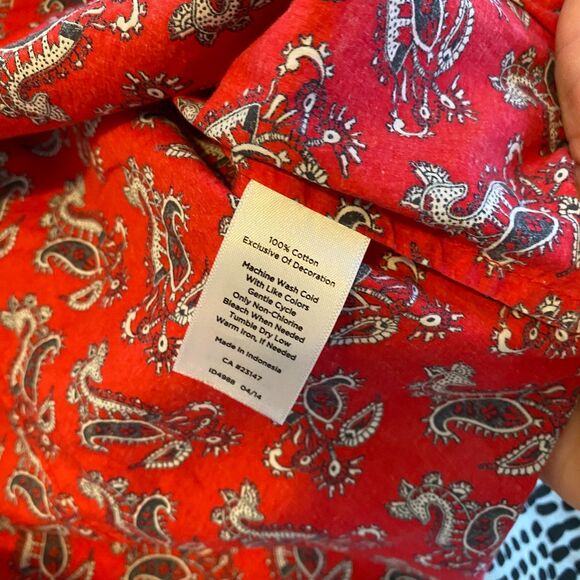 100% Cotton
Exclusive Of Decoration
Machine Wash Cold
With Like Colors
Gentle Cycle
Only Non-Chlorine
Bleach When Needed
Tumble Dry Low
Warm Iron, if Needed
Made in Indonesia
CA #23147
ID4988 04/14